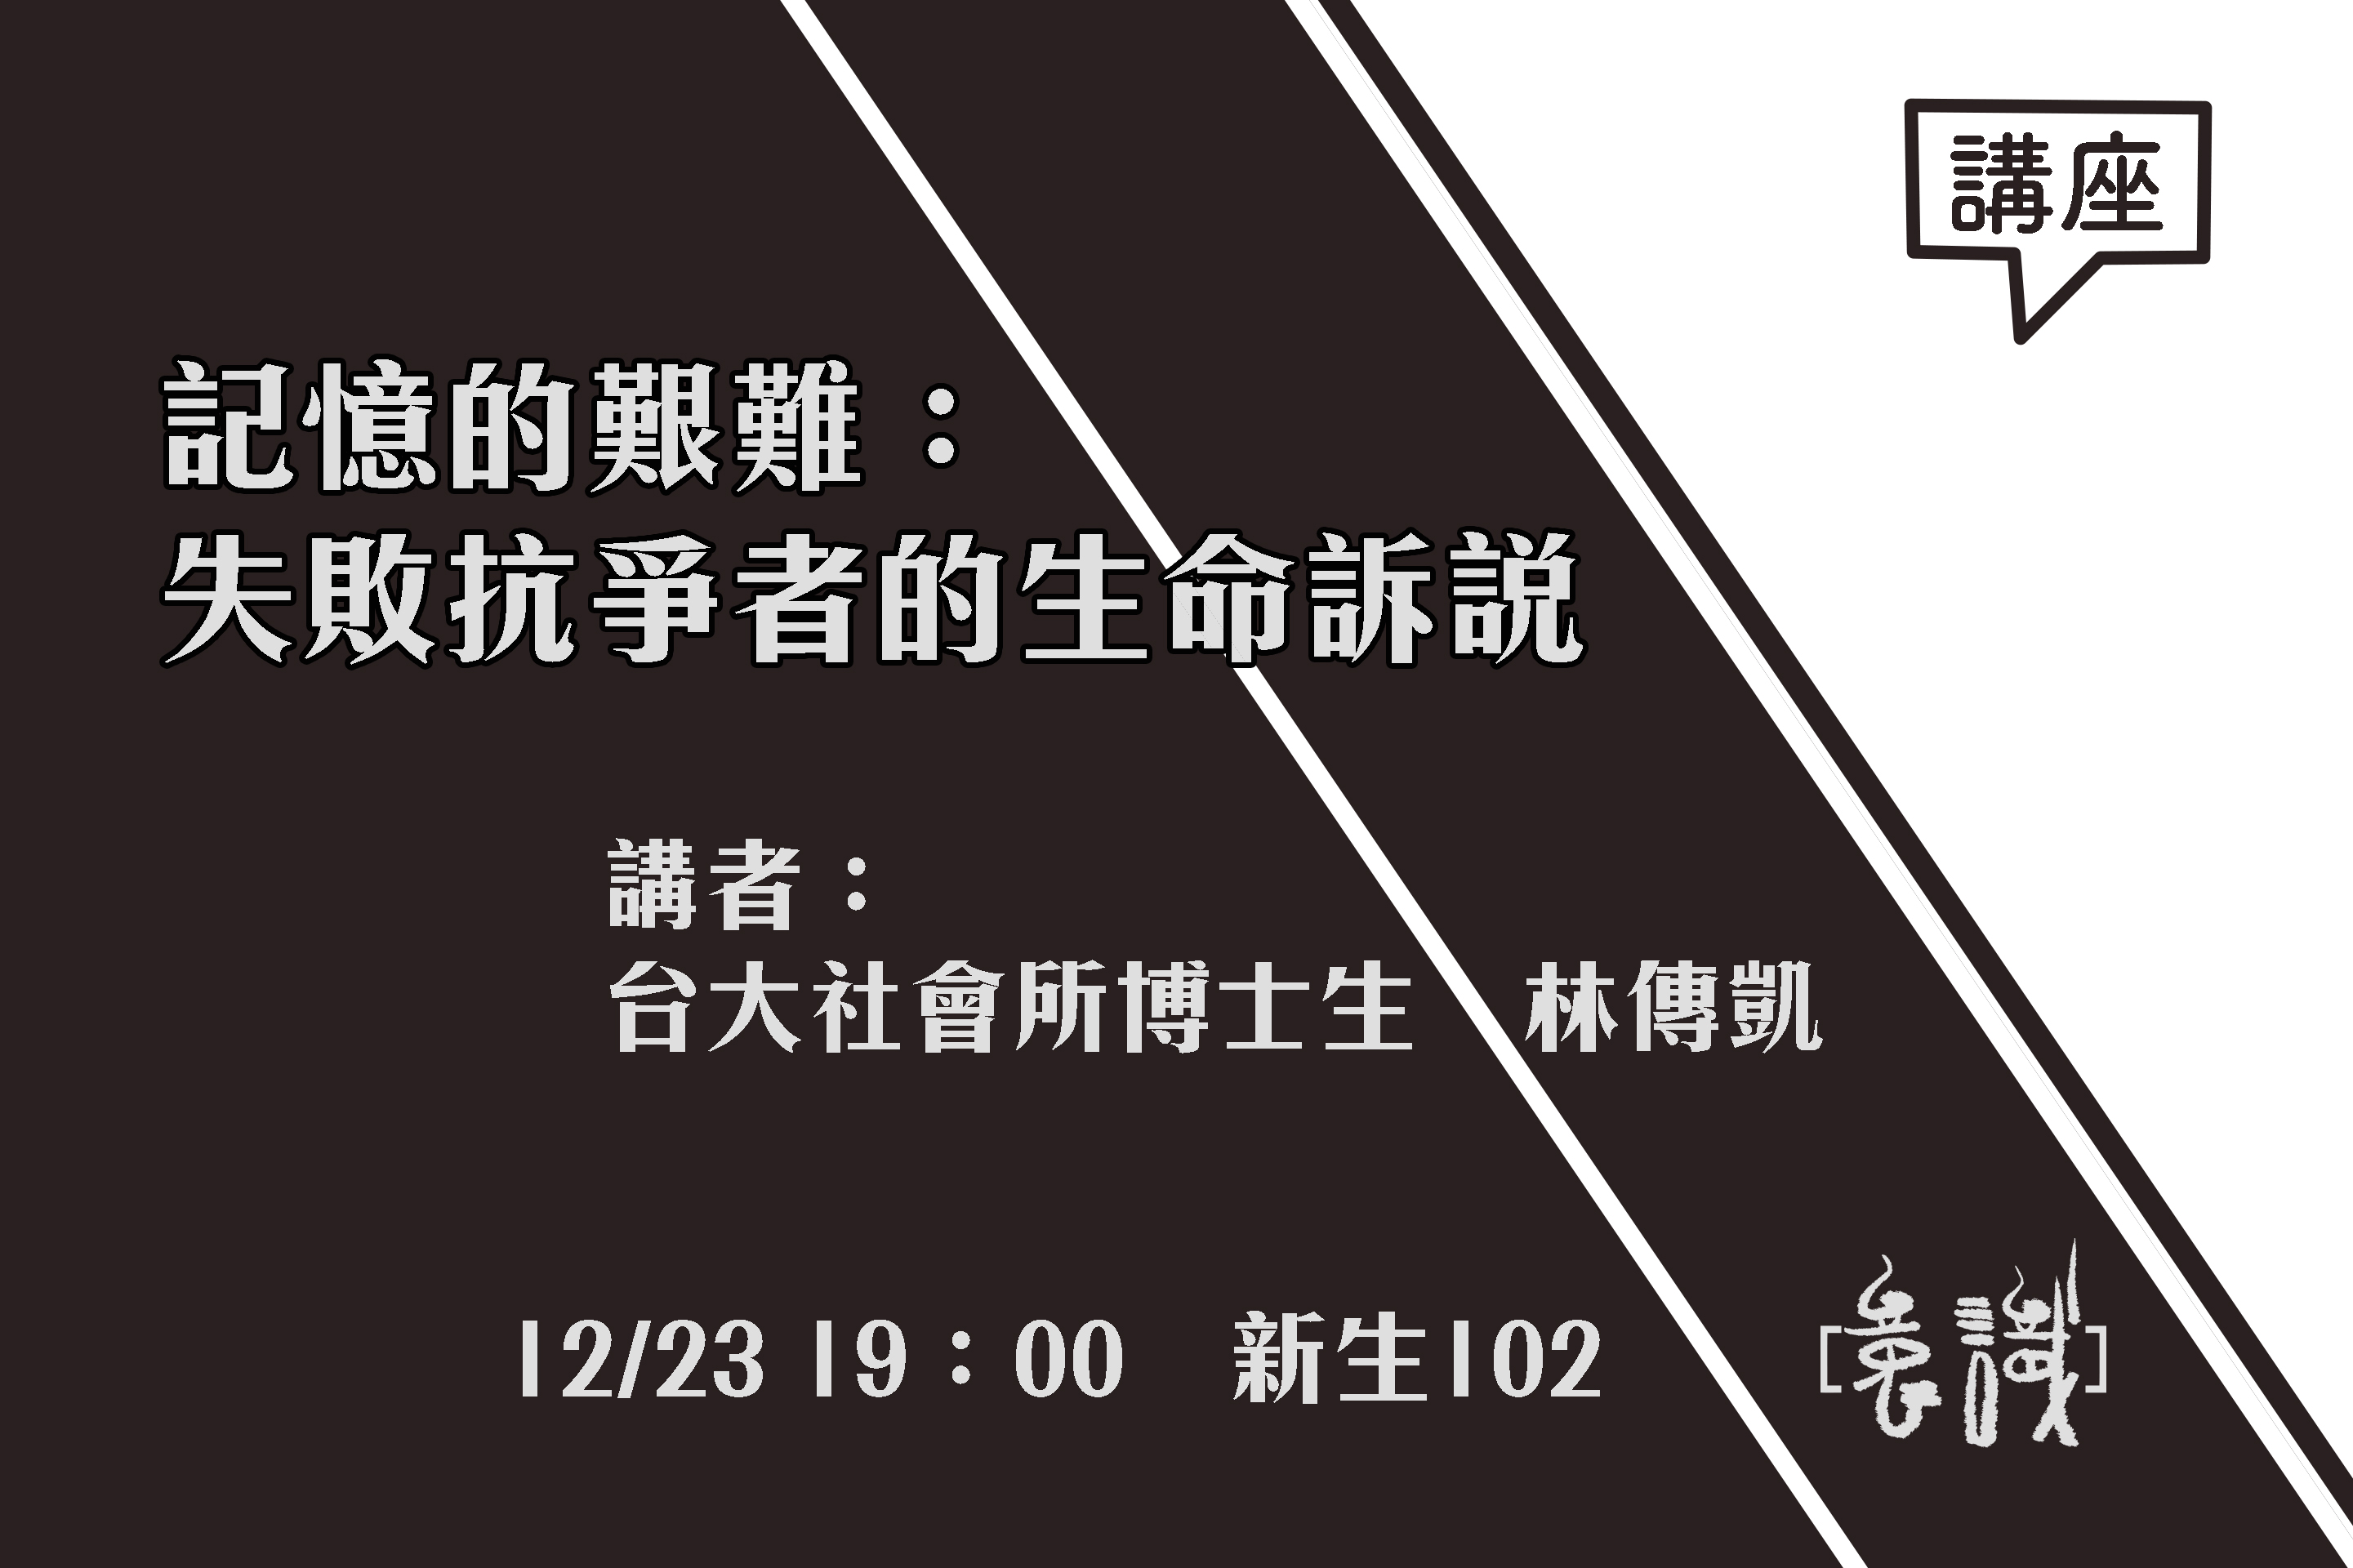 講座
記憶的艱難：
失敗抗爭者的生命訴說
講者：
台大社會所博士生 林傳凱
12/23 19：00 新生102